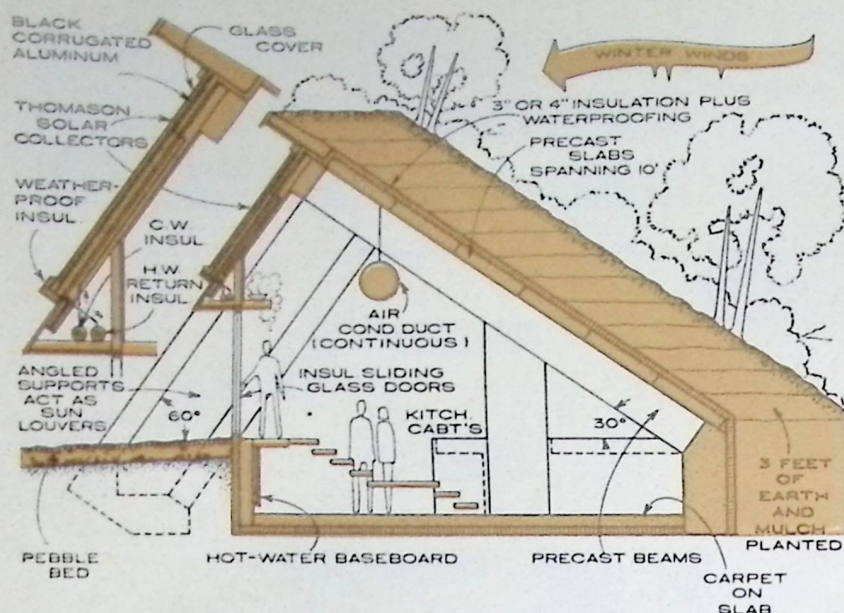 BLACK
CORRUGATED
ALUMINUM
GLASS
COVER
WINTER WINDS
THOMASON
SOLAR
COLLECTORS
3" OR 4" INSULATION PLUS
WATERPROOFING
PRECAST
SLABS
SPANNING 10'
WEATHER-
PROOF
INSUL.
C.W.
INSUL
H.W.
RETURN
INSUL
AIR
COND DUCT
(CONTINUOUS)
ANGLED
SUPPORTS
ACT AS
SUN
LOUVERS
60°
INSUL SLIDING
GLASS DOORS
KITCH.
CABT'S
30°
3 FEET
OF
EARTH
AND
MULCH
PLANTED
PEBBLE
BED
HOT-WATER BASEBOARD
PRECAST BEAMS
CARPET
ON
SLAB